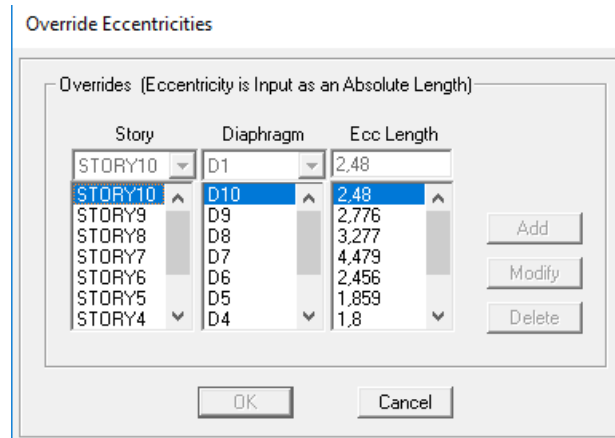 Override Eccentricities
Overrides (Eccentricity is Input as an Absolute Length)
Story Diaphragm Ecc Length
STORY10 D1 2,48
STORY10 D10 2,48
STORY9 D9 2,776
STORY8 D8 3,277
STORY7 D7 4,479
STORY6 D6 2,456
STORY5 D5 1,859
STORY4 D4 1,8
Add
Modify
Delete
OK Cancel